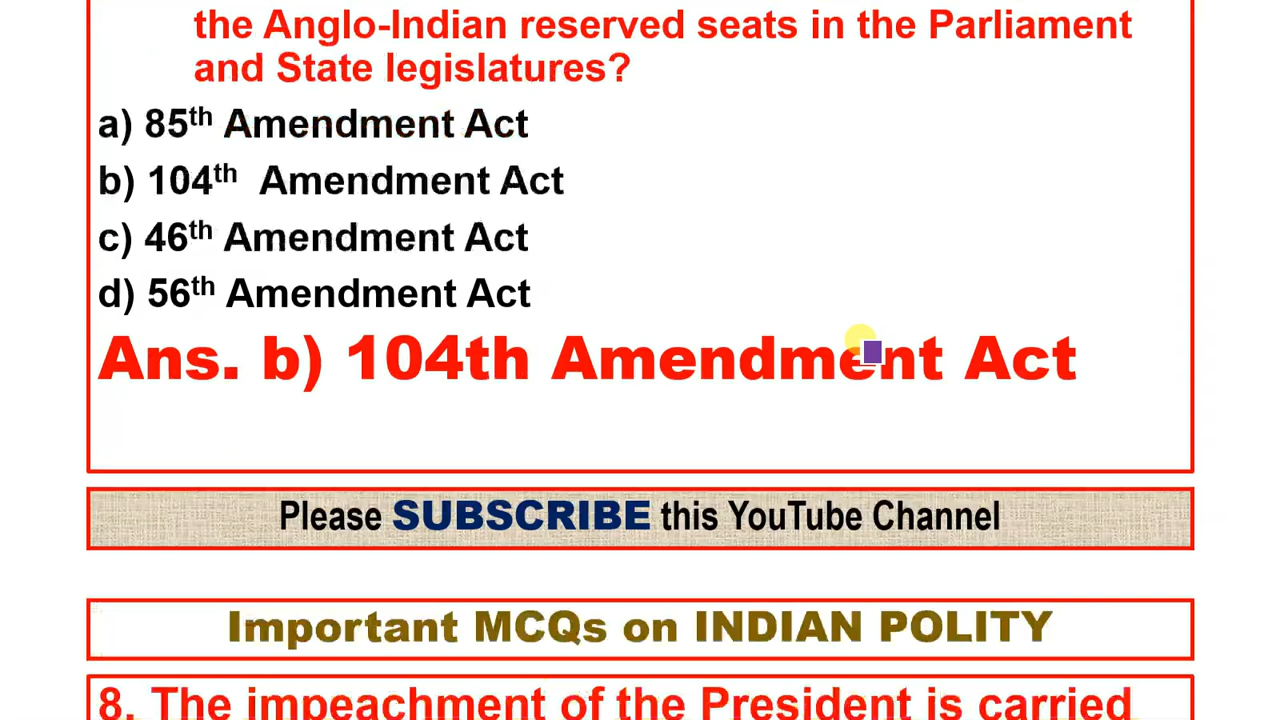 the Anglo-Indian reserved seats in the Parliament
and State legislatures?
a) 85th Amendment Act
b) 104th Amendment Act
c) 46th Amendment Act
d) 56th Amendment Act
Ans. b) 104th Amendment Act
Please SUBSCRIBE this YouTube Channel
Important MCQs on INDIAN POLITY
8. The impeachment of the President is carried